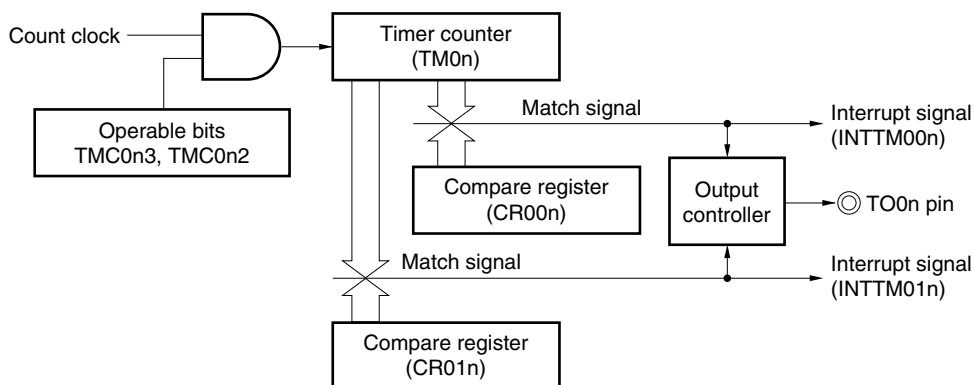 Count clock
Timer counter
(TM0n)
Operable bits
TMC0n3, TMC0n2
Match signal
Interrupt signal
(INTTM00n)
Compare register
(CR00n)
Output
controller
TO0n pin
Match signal
Interrupt signal
(INTTM01n)
Compare register
(CR01n)